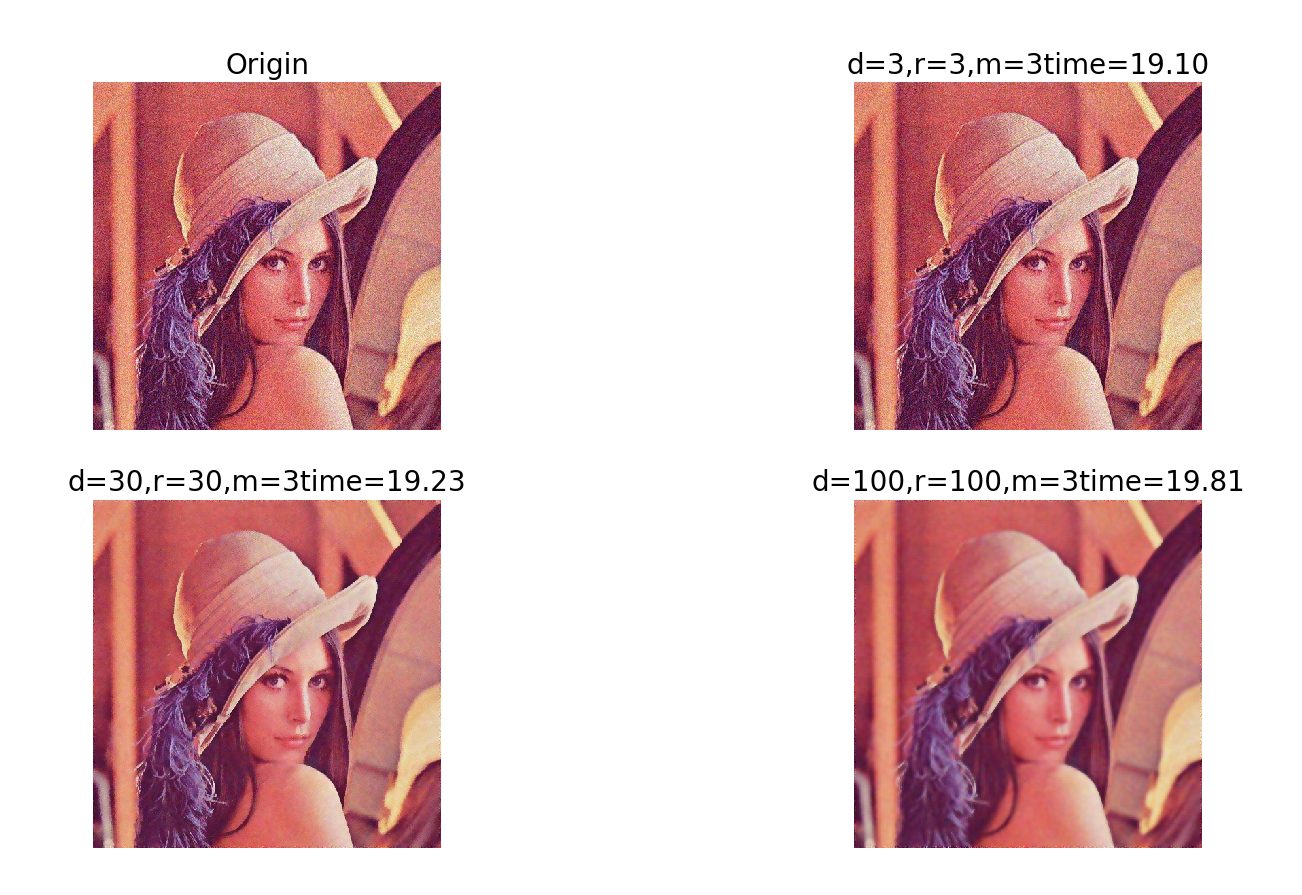 Origin
d=3,r=3,m=3time=19.10
d=30,r=30,m=3time=19.23
d=100,r=100,m=3time=19.81